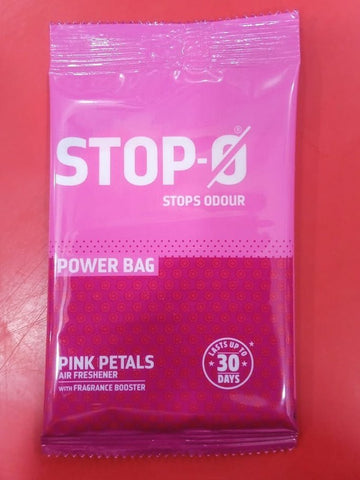 STOP-Ø®
STOPS ODOUR
POWER BAG
PINK PETALS
AIR FRESHENER
WITH FRAGRANCE BOOSTER
LASTS UP TO
30
DAYS